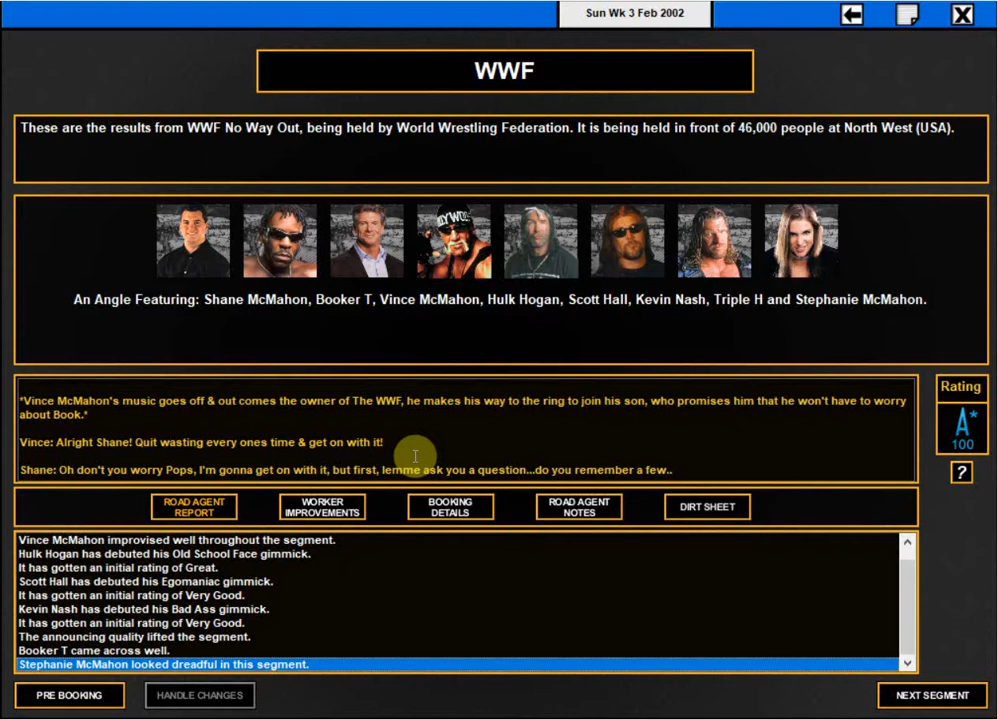 Sun Wk 3 Feb 2002
WWF
These are the results from WWF No Way Out, being held by World Wrestling Federation. It is being held in front of 46,000 people at North West (USA).
An Angle Featuring: Shane McMahon, Booker T, Vince McMahon, Hulk Hogan, Scott Hall, Kevin Nash, Triple H and Stephanie McMahon.
*Vince McMahon's music goes off & out comes the owner of The WWF, he makes his way to the ring to join his son, who promises him that he won't have to worry
about Book.*
Vince: Alright Shane! Quit wasting every ones time & get on with it!
Shane: Oh don't you worry Pops, I'm gonna get on with it, but first, lemme ask you a question...do you remember a few..
Rating
A*
100
?
ROAD AGENT
REPORT
WORKER
IMPROVEMENTS
BOOKING
DETAILS
ROAD AGENT
NOTES
DIRT SHEET
Vince McMahon improvised well throughout the segment.
Hulk Hogan has debuted his Old School Face gimmick.
It has gotten an initial rating of Great.
Scott Hall has debuted his Egomaniac gimmick.
It has gotten an initial rating of Very Good.
Kevin Nash has debuted his Bad Ass gimmick.
It has gotten an initial rating of Very Good.
The announcing quality lifted the segment.
Booker T came across well.
Stephanie McMahon looked dreadful in this segment.
PRE BOOKING
HANDLE CHANGES
NEXT SEGMENT